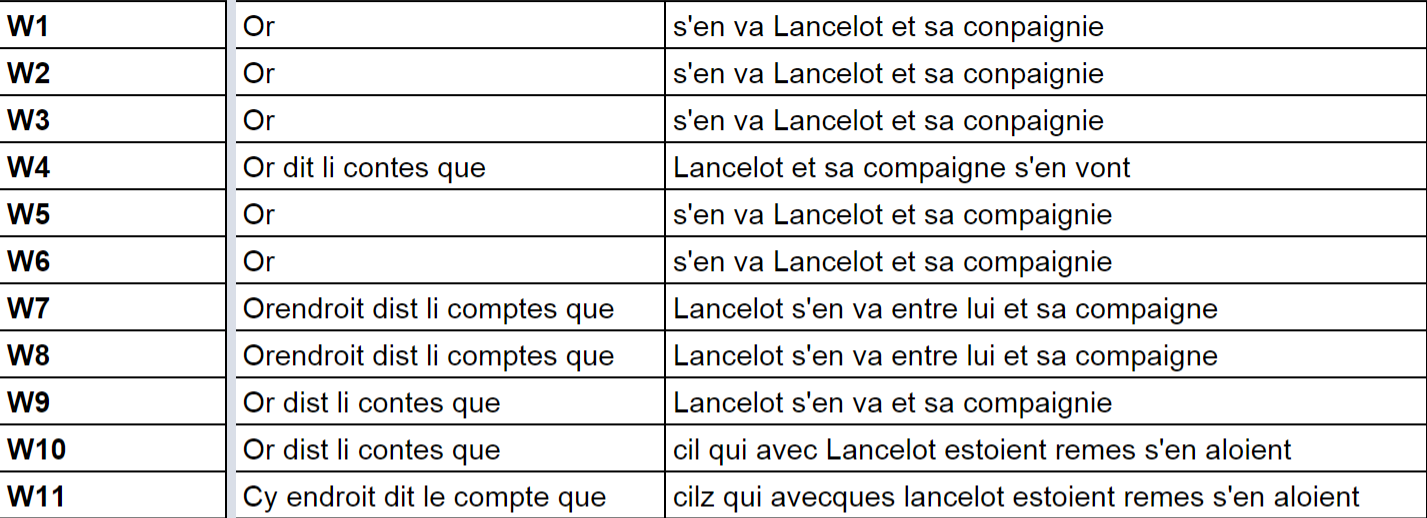 W1 Or s'en va Lancelot et sa conpaignie
W2 Or s'en va Lancelot et sa conpaignie
W3 Or s'en va Lancelot et sa conpaignie
W4 Or dit li contes que Lancelot et sa compaigne s'en vont
W5 Or s'en va Lancelot et sa compaignie
W6 Or s'en va Lancelot et sa compaignie
W7 Orendroit dist li comptes que Lancelot s'en va entre lui et sa compaigne
W8 Orendroit dist li comptes que Lancelot s'en va entre lui et sa compaigne
W9 Or dist li contes que Lancelot s'en va et sa compaignie
W10 Or dist li contes que cil qui avec Lancelot estoient remes s'en aloient
W11 Cy endroit dit le compte que cilz qui avecques lancelot estoient remes s'en aloient